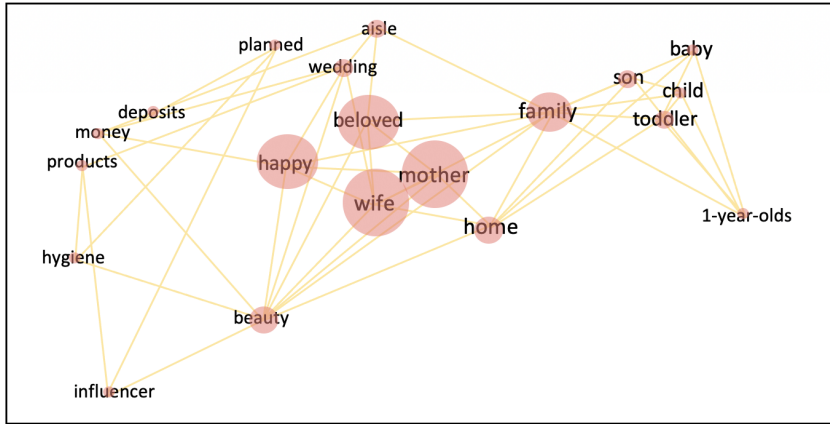 aisle
planned
baby
wedding
son
child
deposits
family
beloved
toddler
money
products
happy
mother
wife
1-year-olds
home
hygiene
beauty
influencer